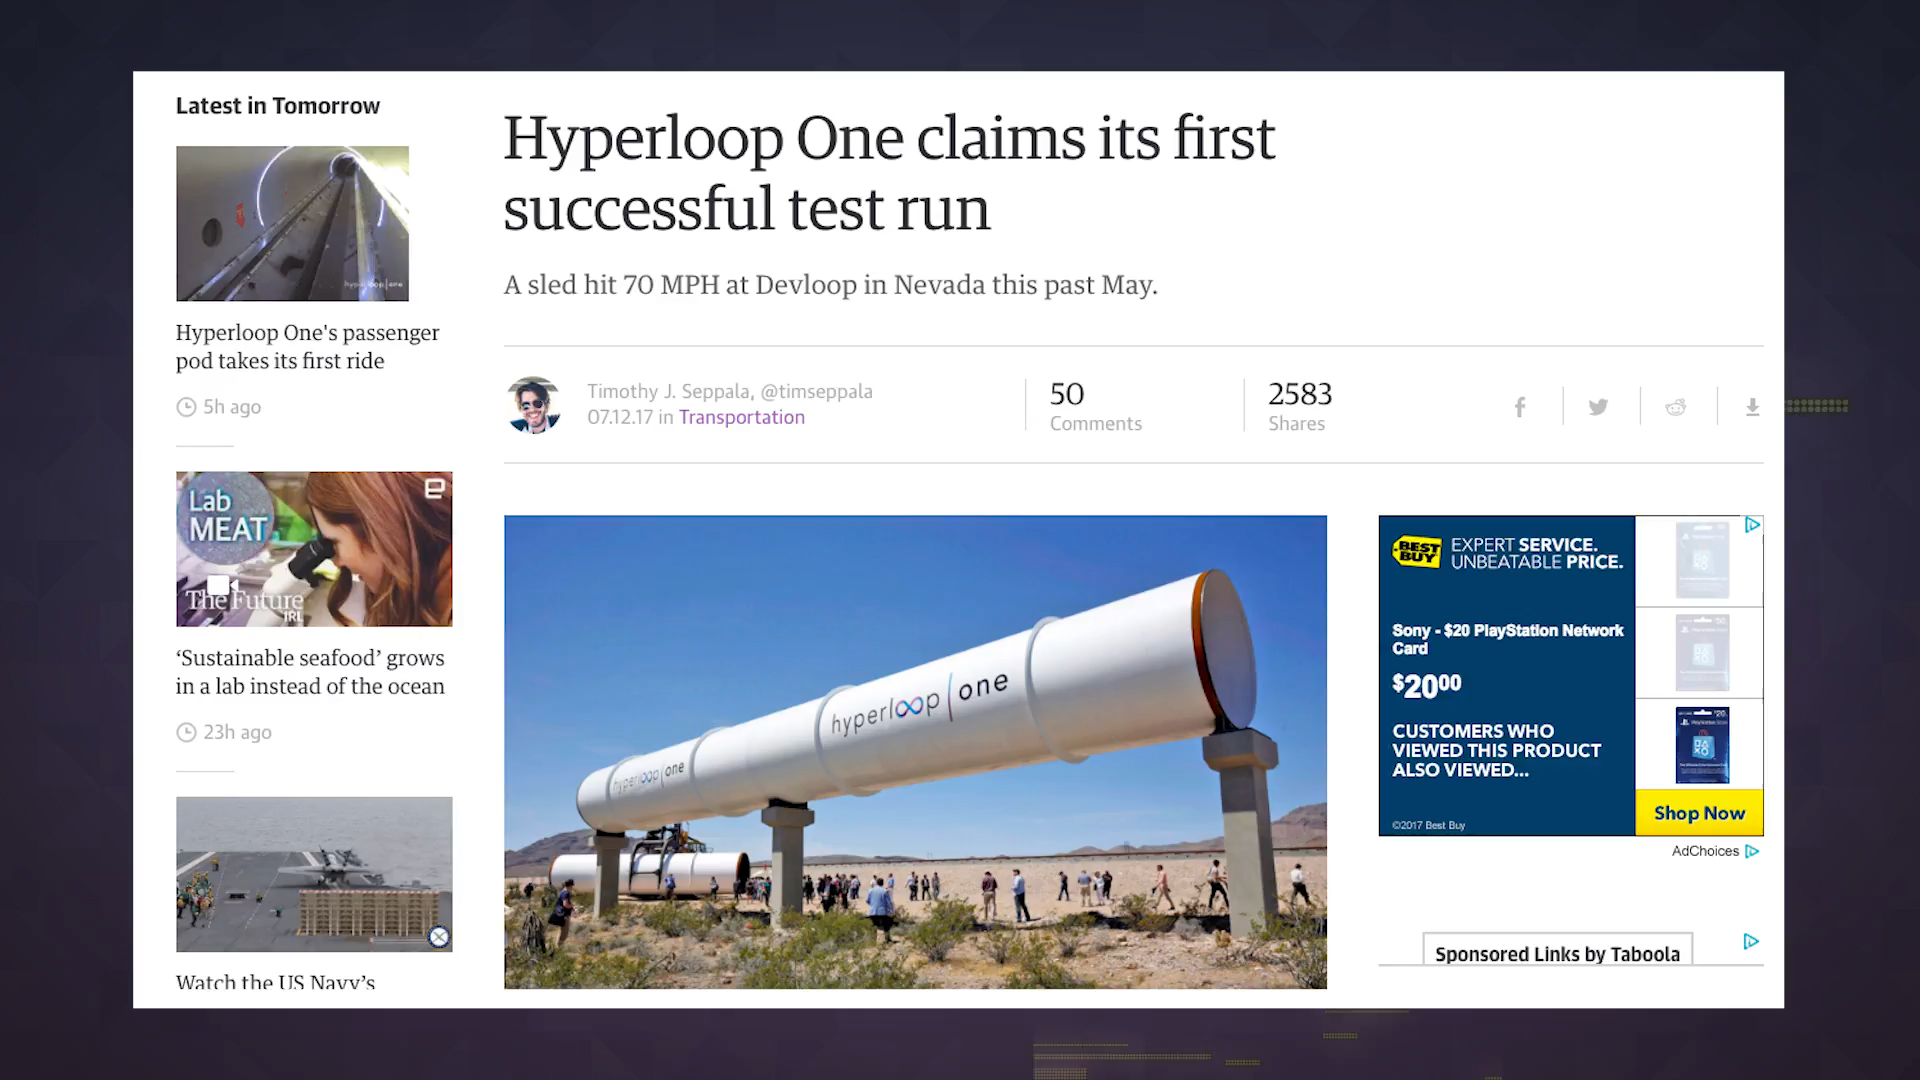 Latest in Tomorrow
hyperloop one
Hyperloop One's passenger
pod takes its first ride
5h ago
Lab
MEAT
The Future
IRL
‘Sustainable seafood’ grows
in a lab instead of the ocean
23h ago
Watch the US Navy’s
Hyperloop One claims its first
successful test run
A sled hit 70 MPH at Devloop in Nevada this past May.
Timothy J. Seppala, @timseppala
07.12.17 in Transportation
50
Comments
2583
Shares
hyperloop one
hyperloop one
BEST
BUY
EXPERT SERVICE.
UNBEATABLE PRICE.
Sony - $20 PlayStation Network
Card
$2000
CUSTOMERS WHO
VIEWED THIS PRODUCT
ALSO VIEWED...
©2017 Best Buy
Shop Now
AdChoices
Sponsored Links by Taboola